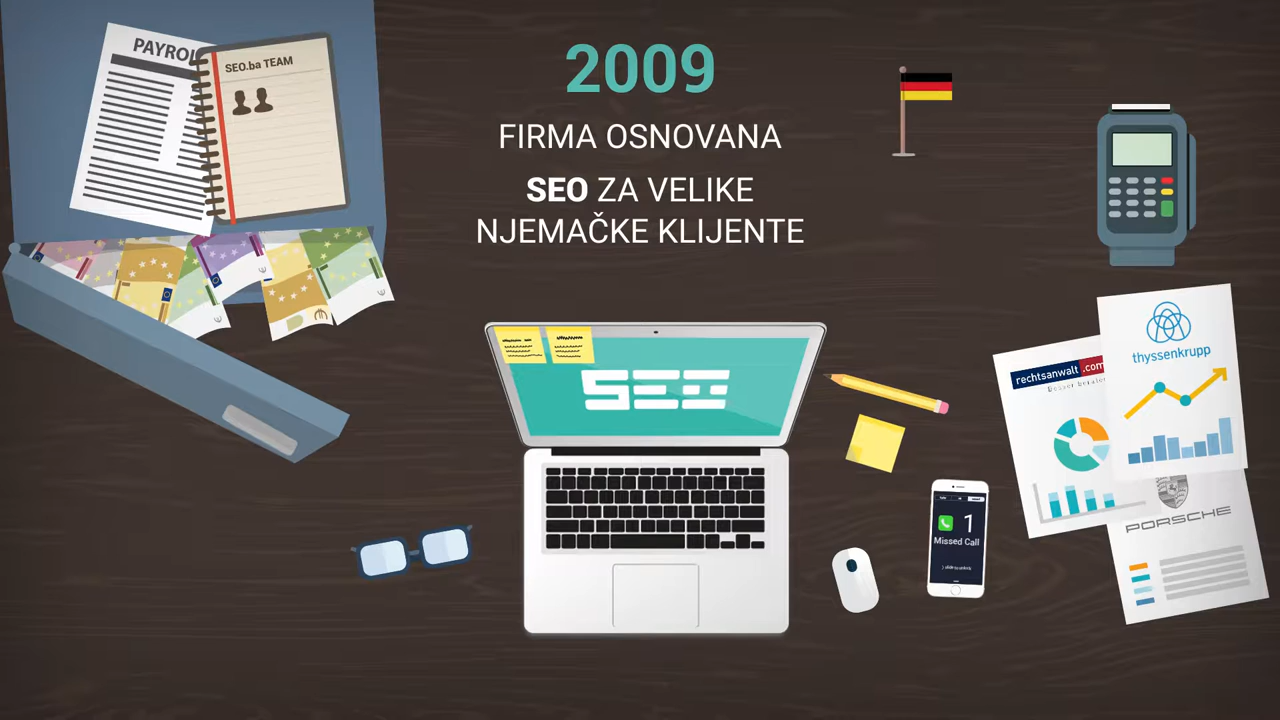 PAYROL
SEO.ba TEAM
2009
FIRMA OSNOVANA
SEO ZA VELIKE
NJEMAČKE KLIJENTE
SEO
rechtsanwalt.com
thyssenkrupp
PORSCHE
1
Missed Call